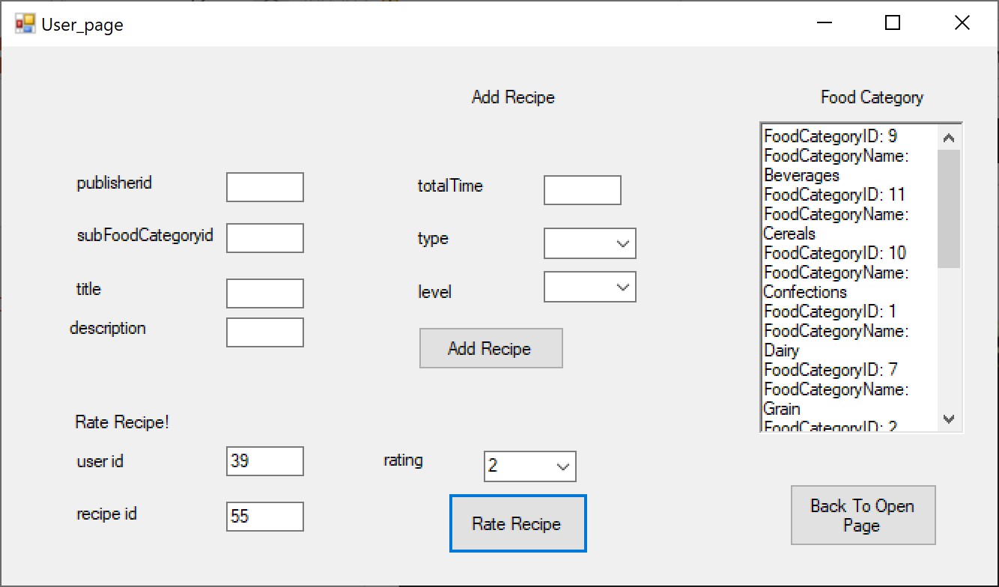 User_page
Add Recipe
Food Category
publisherid
totalTime
subFoodCategoryid
type
title
level
description
Add Recipe
FoodCategoryID: 9
FoodCategoryName:
Beverages
FoodCategoryID: 11
FoodCategoryName:
Cereals
FoodCategoryID: 10
FoodCategoryName:
Confections
FoodCategoryID: 1
FoodCategoryName:
Dairy
FoodCategoryID: 7
FoodCategoryName:
Grain
FoodCategoryID: 2
Rate Recipe!
user id
39
rating
2
recipe id
55
Rate Recipe
Back To Open
Page